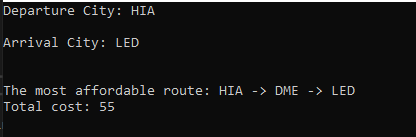 Departure City: HIA
Arrival City: LED
The most affordable route: HIA -> DME -> LED
Total cost: 55